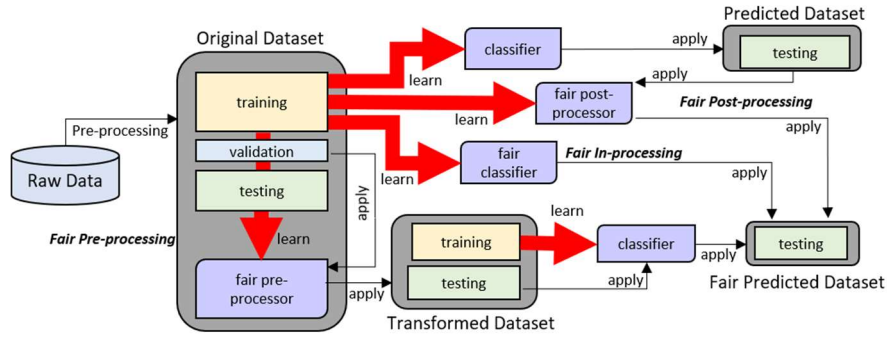 Predicted Dataset
Original Dataset
classifier
apply
testing
learn
apply
training
fair post-
processor
Fair Post-processing
learn
apply
Pre-processing
validation
fair
classifier
Fair In-processing
Raw Data
testing
learn
apply
apply
learn
Fair Pre-processing
learn
training
classifier
testing
fair pre-
processor
apply
testing
apply
apply
Fair Predicted Dataset
Transformed Dataset